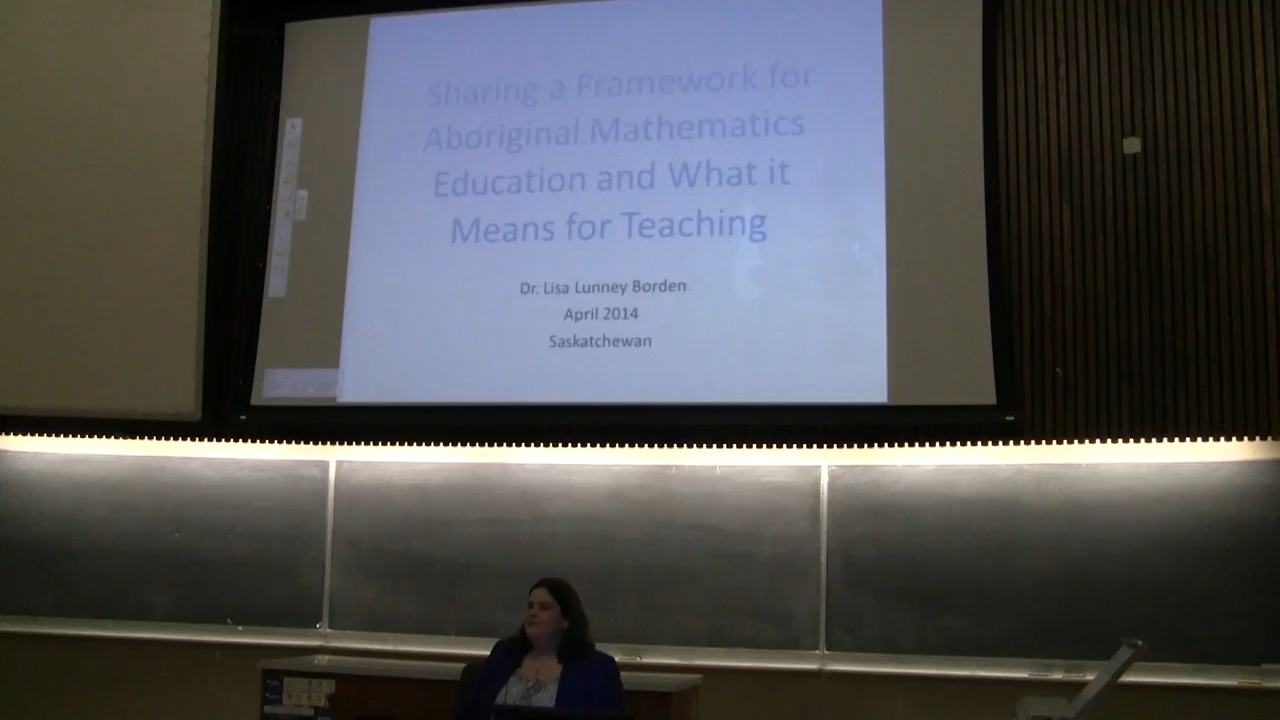 Sharing a Framework for
Aboriginal Mathematics
Education and What it
Means for Teaching
Dr. Lisa Lunney Borden
April 2014
Saskatchewan